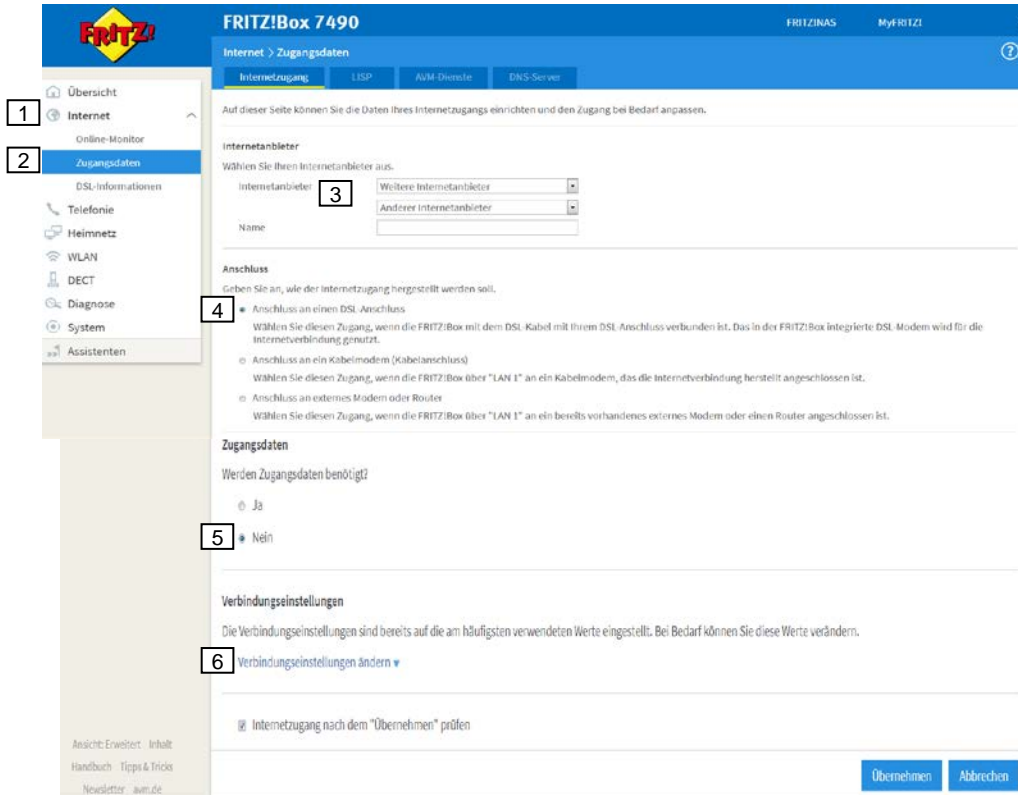 FRITZ!
FRITZ!Box 7490
FRITZ!NAS
MyFRITZ!
Internet > Zugangsdaten
?
Internetzugang
LISP
AVM-Dienste
DNS-Server
Übersicht
1
Internet
Online-Monitor
2
Zugangsdaten
DSL-Informationen
Telefonie
Heimnetz
WLAN
DECT
Diagnose
System
Assistenten
Auf dieser Seite können Sie die Daten Ihres Internetzugangs einrichten und den Zugang bei Bedarf anpassen.
Internetanbieter
Wählen Sie Ihren Internetanbieter aus.
Internetanbieter
3
Weitere Internetanbieter
Anderer Internetanbieter
Name
Anschluss
Geben Sie an, wie der Internetzugang hergestellt werden soll.
4
Anschluss an einen DSL-Anschluss
Wählen Sie diesen Zugang, wenn die FRITZ!Box mit dem DSL-Kabel mit Ihrem DSL-Anschluss verbunden ist. Das in der FRITZ!Box integrierte DSL-Modem wird für die
Internetverbindung genutzt.
Anschluss an ein Kabelmodem (Kabelanschluss)
Wählen Sie diesen Zugang, wenn die FRITZ!Box über "LAN 1" an ein Kabelmodem, das die Internetverbindung herstellt angeschlossen ist.
Anschluss an externes Modem oder Router
Wählen Sie diesen Zugang, wenn die FRITZ!Box über "LAN 1" an ein bereits vorhandenes externes Modem oder einen Router angeschlossen ist.
Zugangsdaten
Werden Zugangsdaten benötigt?
Ja
5
Nein
Verbindungseinstellungen
Die Verbindungseinstellungen sind bereits auf die am häufigsten verwendeten Werte eingestellt. Bei Bedarf können Sie diese Werte verändern.
6
Verbindungseinstellungen ändern
Internetzugang nach dem "Übernehmen" prüfen
Ansicht: Erweitert Inhalt
Handbuch Tipps & Tricks
Newsletter avm.de
Übernehmen
Abbrechen